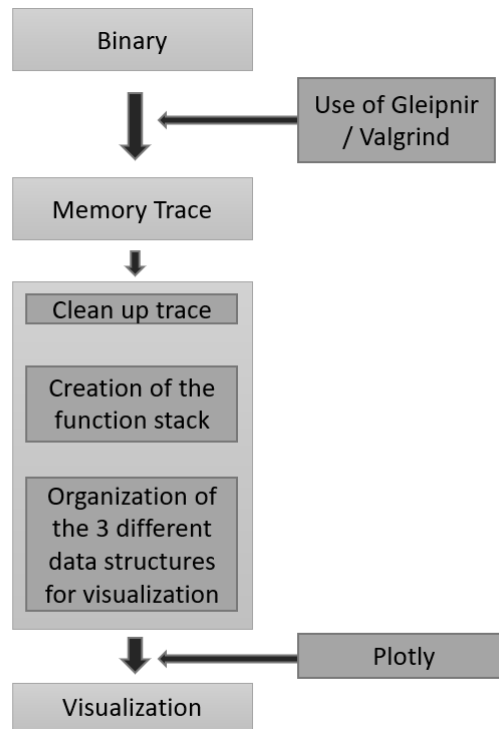 Binary
Use of Gleipnir
/ Valgrind
Memory Trace
Clean up trace
Creation of the
function stack
Organization of
the 3 different
data structures
for visualization
Plotly
Visualization